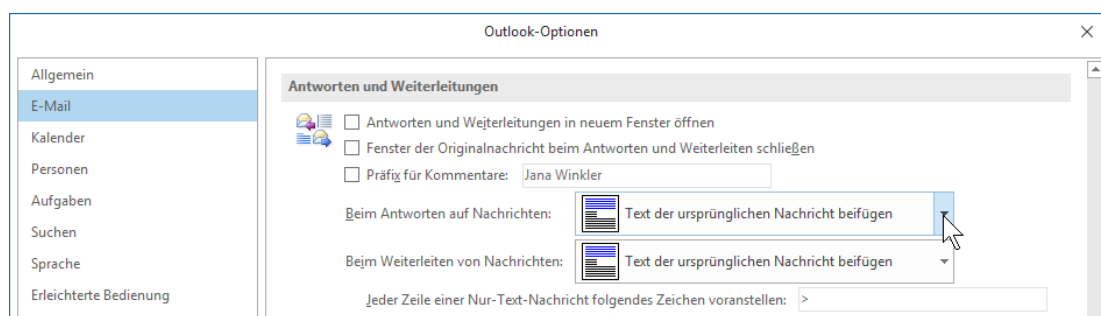 Outlook-Optionen
Allgemein
E-Mail
Kalender
Personen
Aufgaben
Suchen
Sprache
Erleichterte Bedienung
Antworten und Weiterleitungen
Antworten und Weiterleitungen in neuem Fenster öffnen
Fenster der Originalnachricht beim Antworten und Weiterleiten schließen
Präfix für Kommentare: Jana Winkler
Beim Antworten auf Nachrichten: Text der ursprünglichen Nachricht beifügen
Beim Weiterleiten von Nachrichten: Text der ursprünglichen Nachricht beifügen
Jeder Zeile einer Nur-Text-Nachricht folgendes Zeichen voranstellen: >